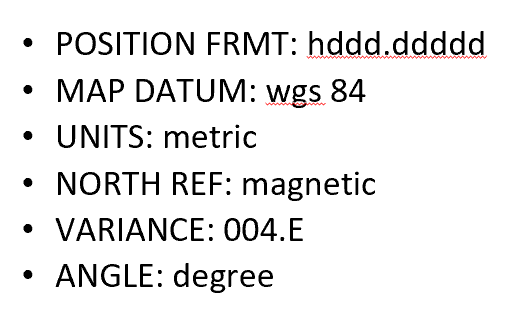 • POSITION FRMT: hddd.ddddd
• MAP DATUM: wgs 84
• UNITS: metric
• NORTH REF: magnetic
• VARIANCE: 004.E
• ANGLE: degree